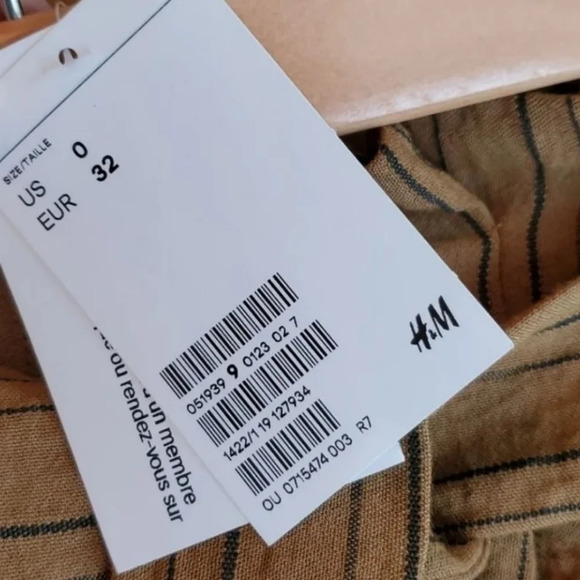 SIZE/TAILLE
US 0
EUR 32
H&M
051939 9 0123 02 7
1422/1 19 127934
OU 0715474 003 R7
ou rendez-vous sur
un membre